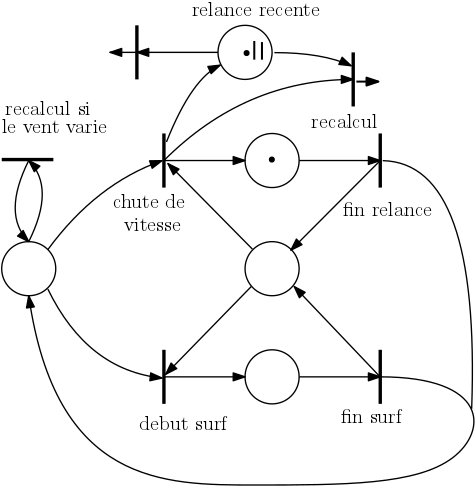 relance recente
recalcul si
le vent varie
recalcul
chute de
vitesse
fin relance
debut surf
fin surf